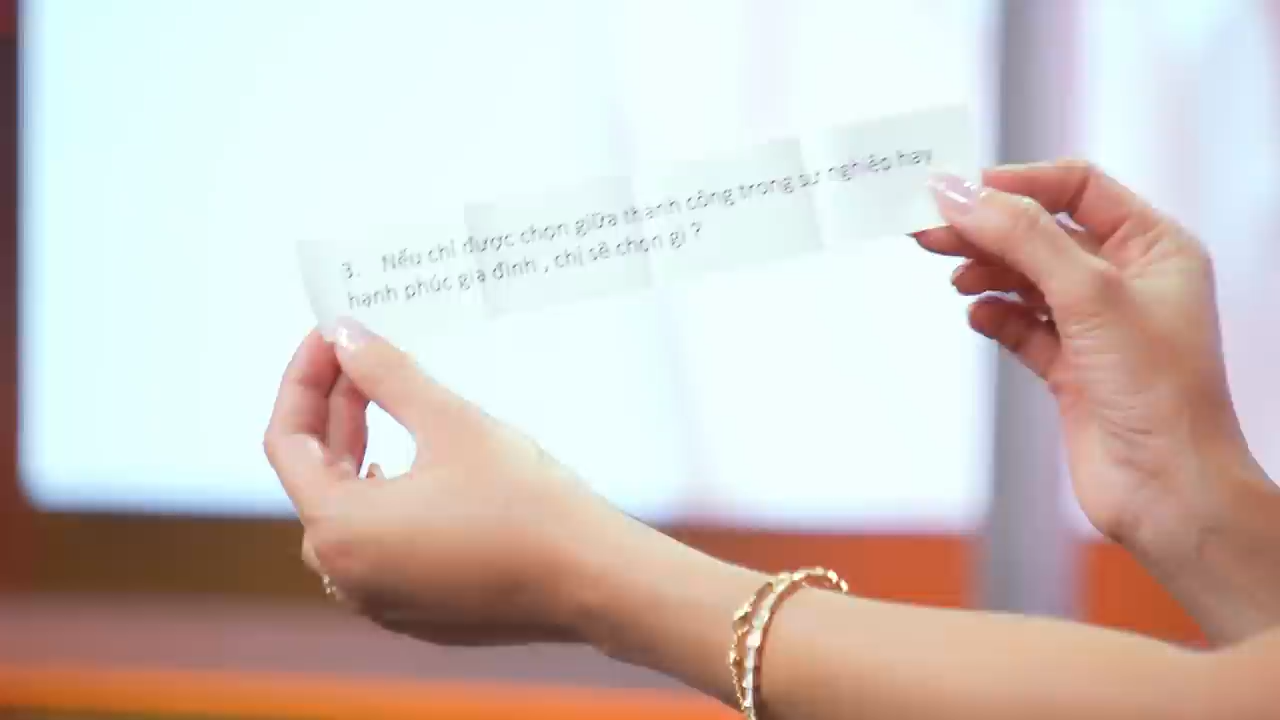 3. Nếu chỉ được chọn giữa thành công trong sự nghiệp hay
hạnh phúc gia đình , chị sẽ chọn gì ?